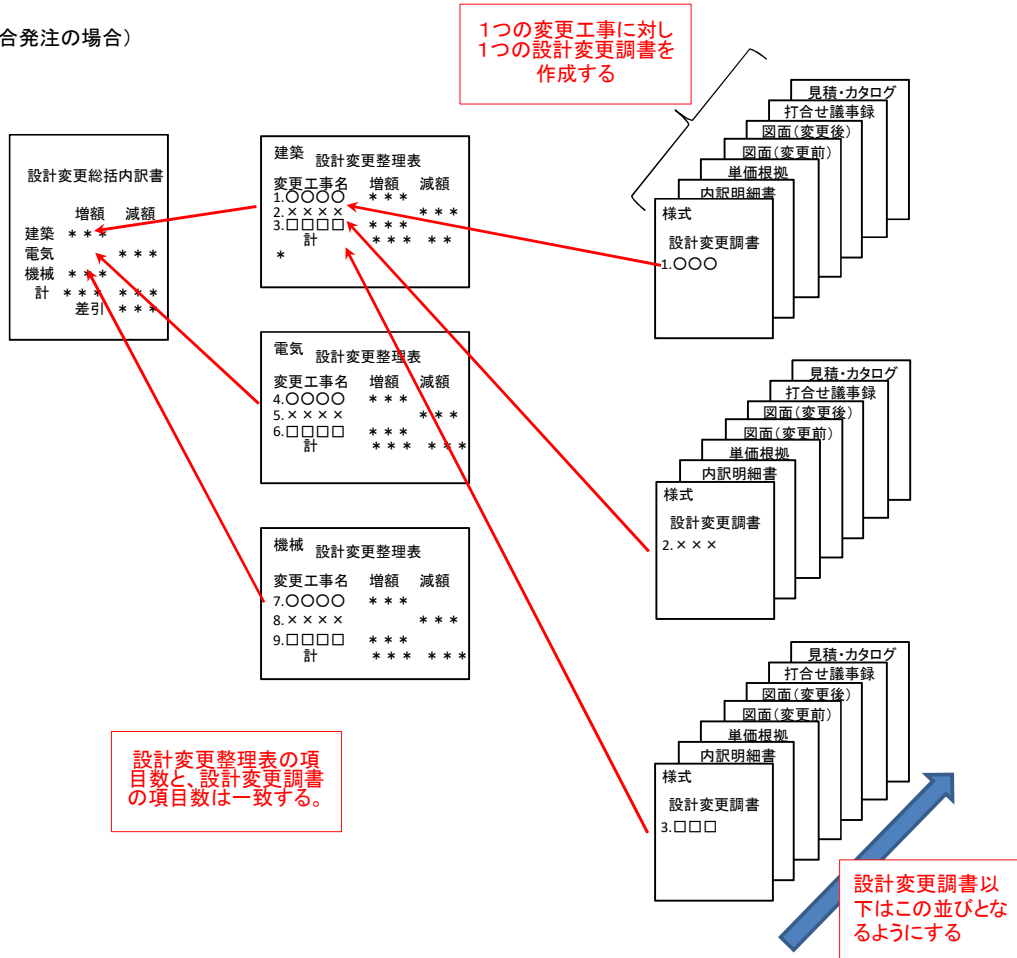 合発注の場合）
1つの変更工事に対し
1つの設計変更調書を
作成する
設計変更総括内訳書
増額 減額
建築 ＊＊＊
電気 ＊＊＊
機械 ＊＊＊
計 ＊＊＊ ＊＊＊
差引 ＊＊＊
建築 設計変更整理表
変更工事名 増額 減額
1.〇〇〇〇 ＊＊＊
2.×××× ＊＊＊
3.□□□□ ＊＊＊
計 ＊＊＊ ＊＊
＊
電気 設計変更整理表
変更工事名 増額 減額
4.〇〇〇〇 ＊＊＊
5.×××× ＊＊＊
6.□□□□ ＊＊＊
計 ＊＊＊ ＊＊＊
機械 設計変更整理表
変更工事名 増額 減額
7.〇〇〇〇 ＊＊＊
8.×××× ＊＊＊
9.□□□□ ＊＊＊
計 ＊＊＊ ＊＊＊
見積・カタログ
打合せ議事録
図面（変更後）
図面（変更前）
単価根拠
内訳明細書
様式
設計変更調書
1.〇〇〇
見積・カタログ
打合せ議事録
図面（変更後）
図面（変更前）
単価根拠
内訳明細書
様式
設計変更調書
2.×××
見積・カタログ
打合せ議事録
図面（変更後）
図面（変更前）
単価根拠
内訳明細書
様式
設計変更調書
3.□□□
設計変更整理表の項
目数と、設計変更調書
の項目数は一致する。
設計変更調書以
下はこの並びとな
るようにする